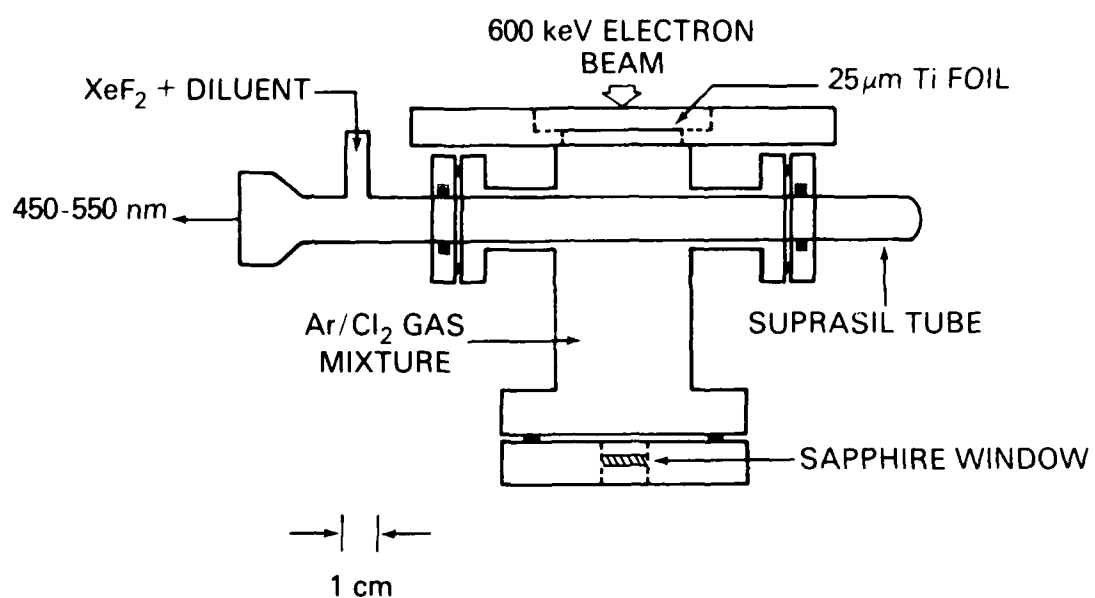 600 keV ELECTRON
BEAM
XeF₂ + DILUENT
25μm Ti FOIL
450-550 nm
Ar/Cl₂ GAS
MIXTURE
SUPRASIL TUBE
SAPPHIRE WINDOW
1 cm